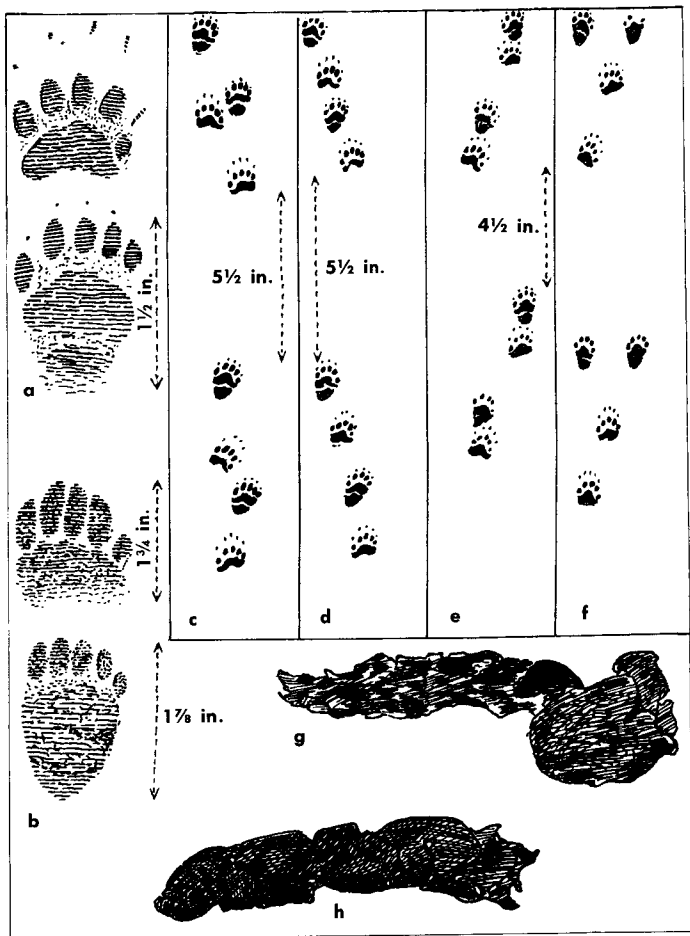 1½ in.
a
1¾ in.
1⅞ in.
b
5½ in.
c
5½ in.
d
4½ in.
e
f
g
h